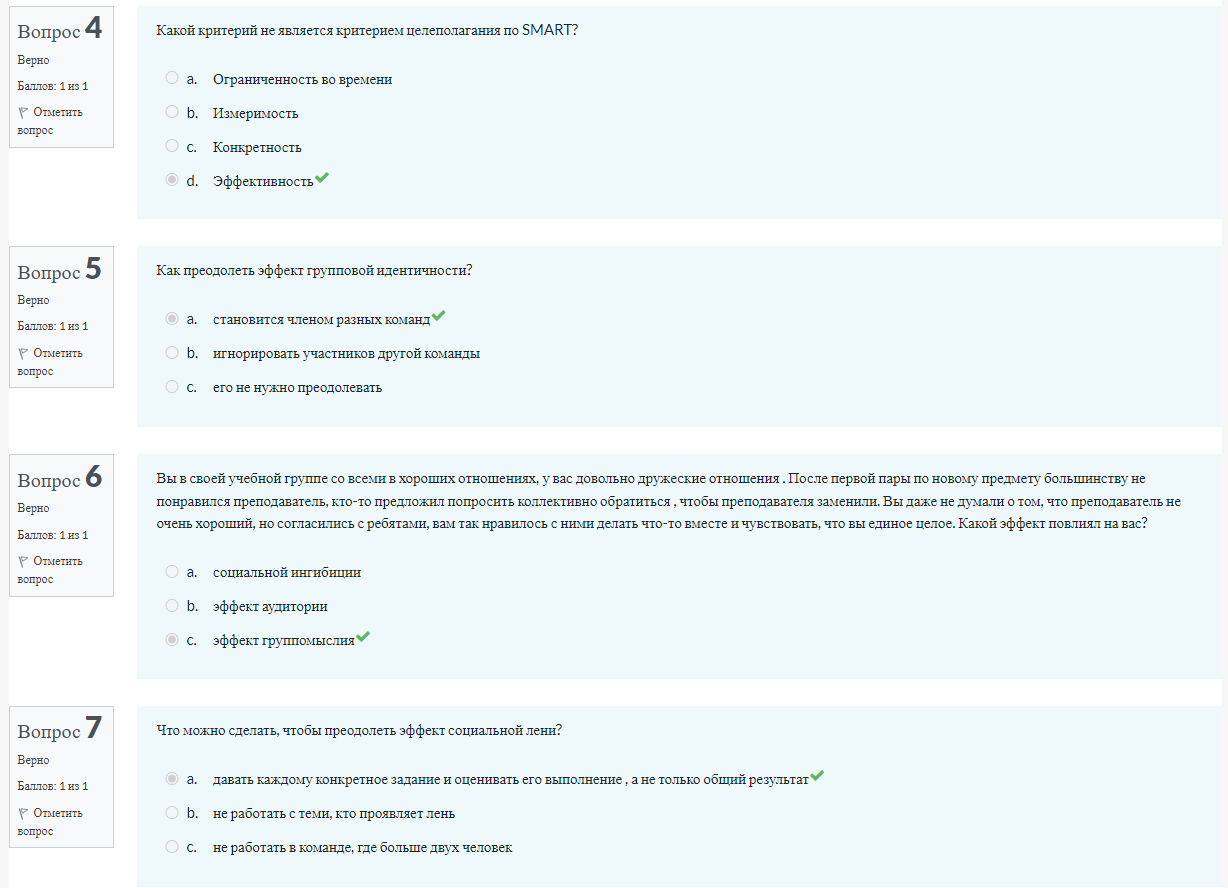 Вопрос 4
Верно
Баллов: 1 из 1
Отметить
вопрос
Какой критерий не является критерием целеполагания по SMART?
a. Ограниченность во времени
b. Измеримость
c. Конкретность
d. Эффективность
Вопрос 5
Верно
Баллов: 1 из 1
Отметить
вопрос
Как преодолеть эффект групповой идентичности?
a. становится членом разных команд
b. игнорировать участников другой команды
c. его не нужно преодолевать
Вопрос 6
Верно
Баллов: 1 из 1
Отметить
вопрос
Вы в своей учебной группе со всеми в хороших отношениях, у вас довольно дружеские отношения . После первой пары по новому предмету большинству не
понравился преподаватель, кто-то предложил попросить коллективно обратиться , чтобы преподавателя заменили. Вы даже не думали о том, что преподаватель не
очень хороший, но согласились с ребятами, вам так нравилось с ними делать что-то вместе и чувствовать, что вы единое целое. Какой эффект повлиял на вас?
a. социальной ингибиции
b. эффект аудитории
c. эффект группомыслия
Вопрос 7
Верно
Баллов: 1 из 1
Отметить
вопрос
Что можно сделать, чтобы преодолеть эффект социальной лени?
a. давать каждому конкретное задание и оценивать его выполнение , а не только общий результат
b. не работать с теми, кто проявляет лень
c. не работать в команде, где больше двух человек